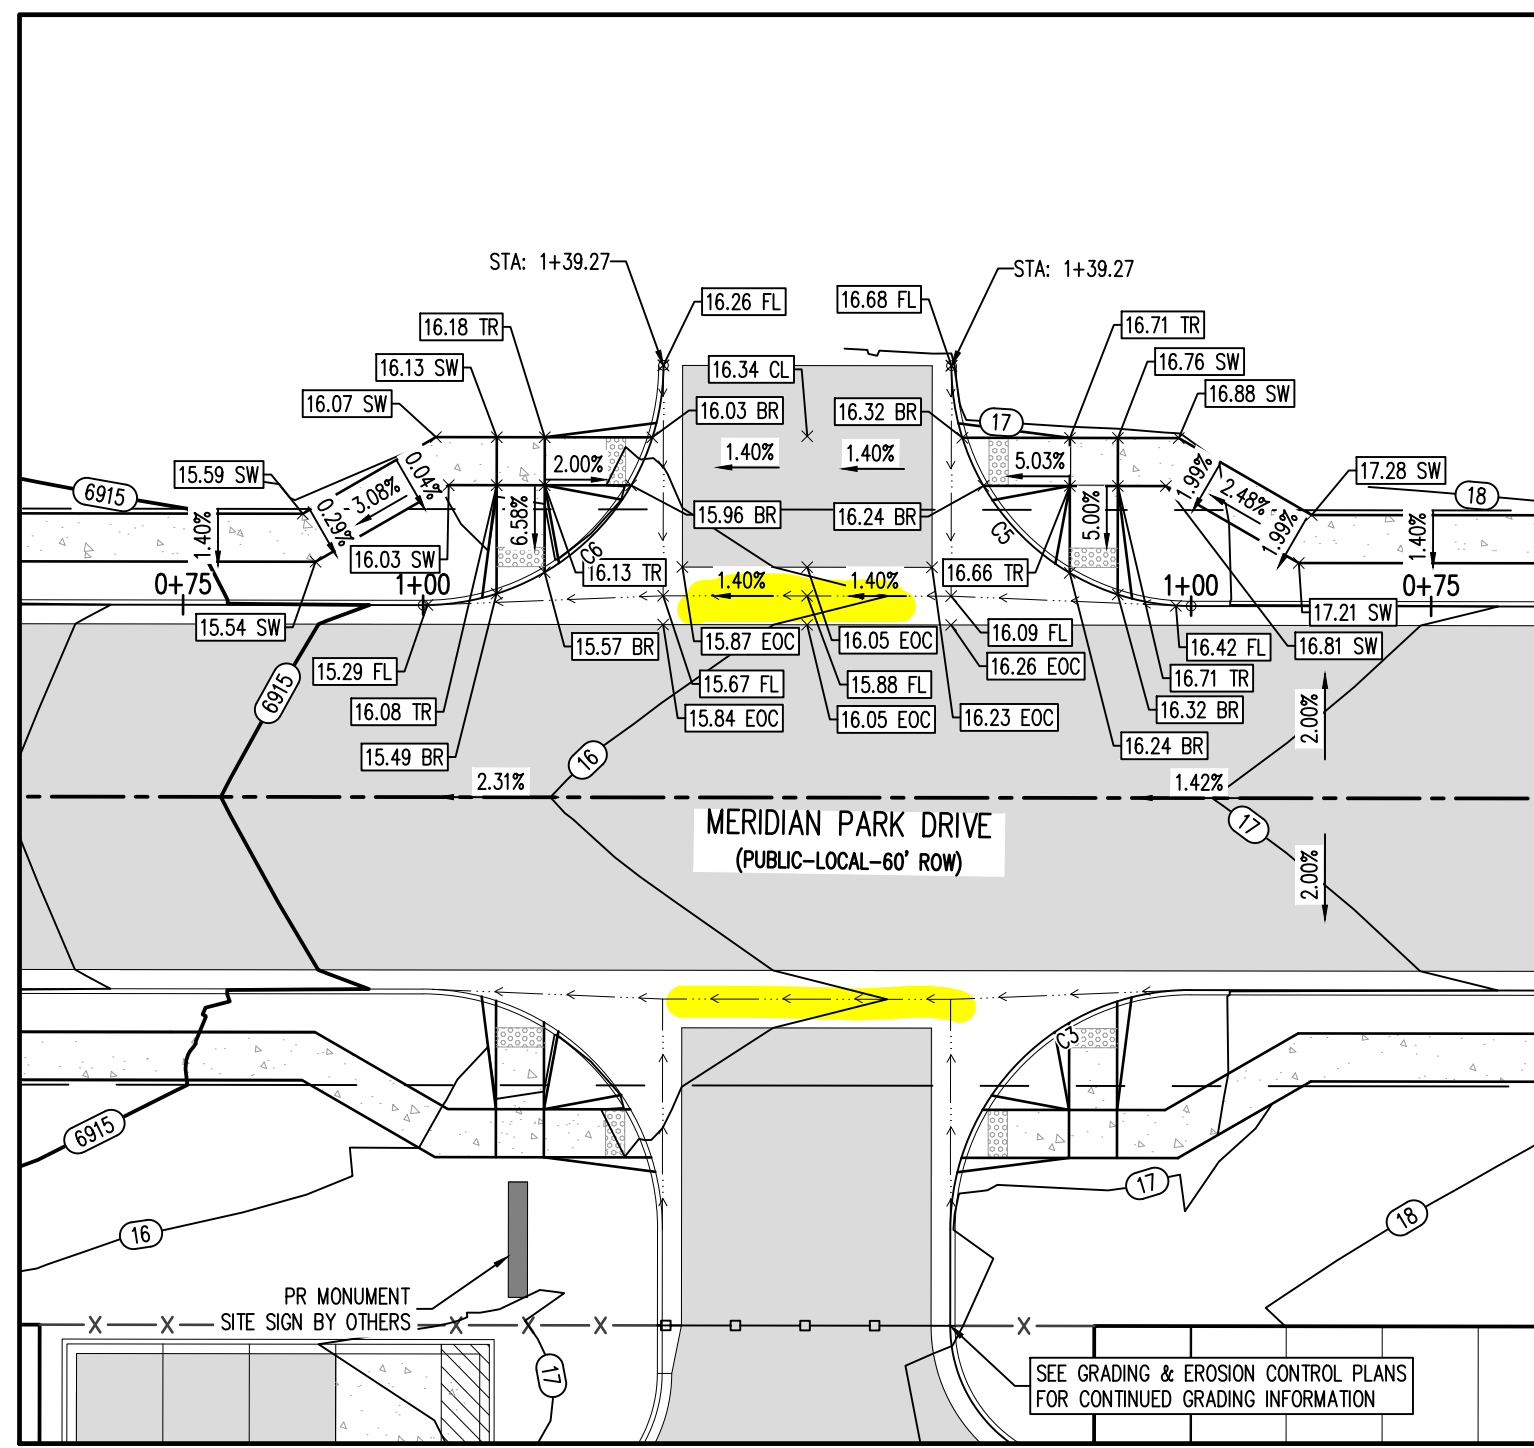 STA: 1+39.27
STA: 1+39.27
16.26 FL
16.68 FL
16.18 TR
16.71 TR
16.13 SW
16.34 CL
16.76 SW
16.07 SW
16.03 BR
16.32 BR
17
16.88 SW
15.59 SW
1.40%
1.40%
17.28 SW
6915
0.04%
3.08%
0.29%
2.00%
5.03%
1.99%
2.48%
1.99%
18
1.40%
6.58%
15.96 BR
16.24 BR
5.00%
1.40%
16.03 SW
C6
C5
16.13 TR
16.66 TR
0+75
1+00
1.40%
1.40%
1+00
0+75
15.54 SW
17.21 SW
15.29 FL
15.57 BR
15.87 EOC
16.05 EOC
16.09 FL
16.42 FL
16.81 SW
16.26 EOC
6915
16.08 TR
15.67 FL
15.88 FL
16.71 TR
15.84 EOC
16.05 EOC
16.23 EOC
16.32 BR
15.49 BR
16.24 BR
2.00%
16
2.31%
1.42%
MERIDIAN PARK DRIVE
(PUBLIC-LOCAL-60' ROW)
17
2.00%
C3
6915
17
16
18
PR MONUMENT
SITE SIGN BY OTHERS
X X X X X X
17
SEE GRADING & EROSION CONTROL PLANS
FOR CONTINUED GRADING INFORMATION